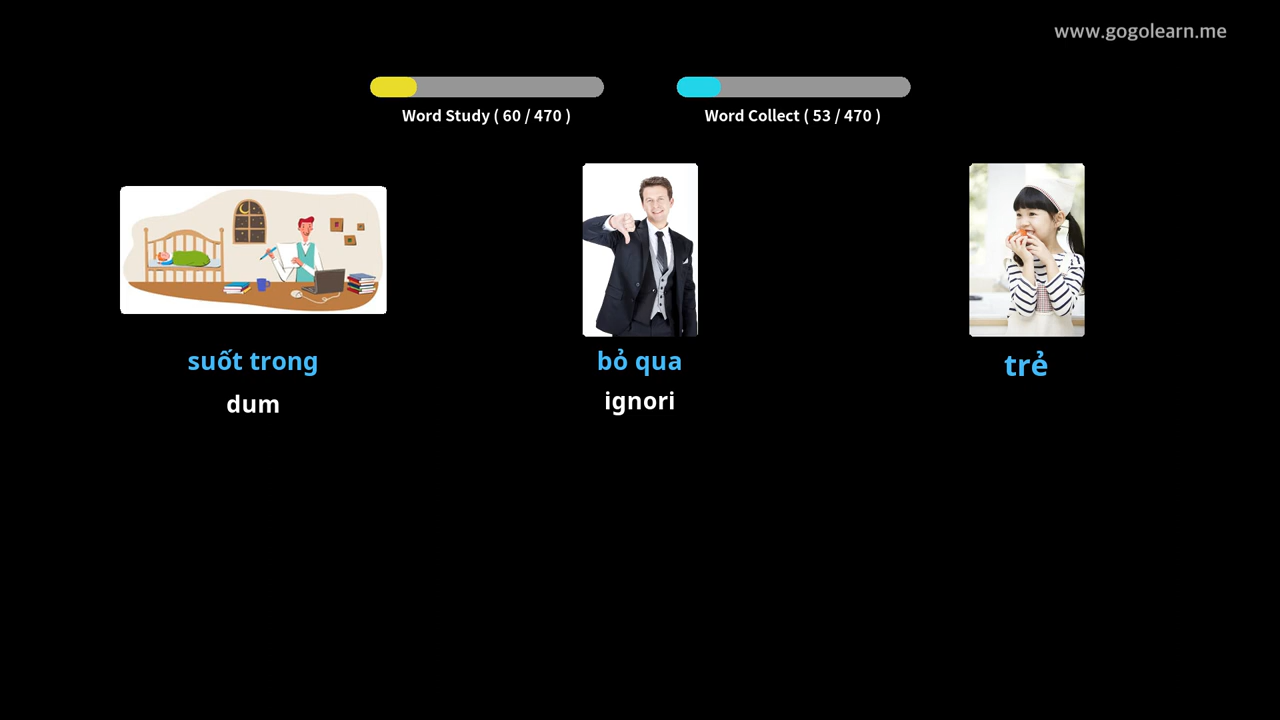 www.gogolearn.me
Word Study ( 60 / 470 )
Word Collect ( 53 / 470 )
suốt trong
dum
bỏ qua
ignori
trẻ